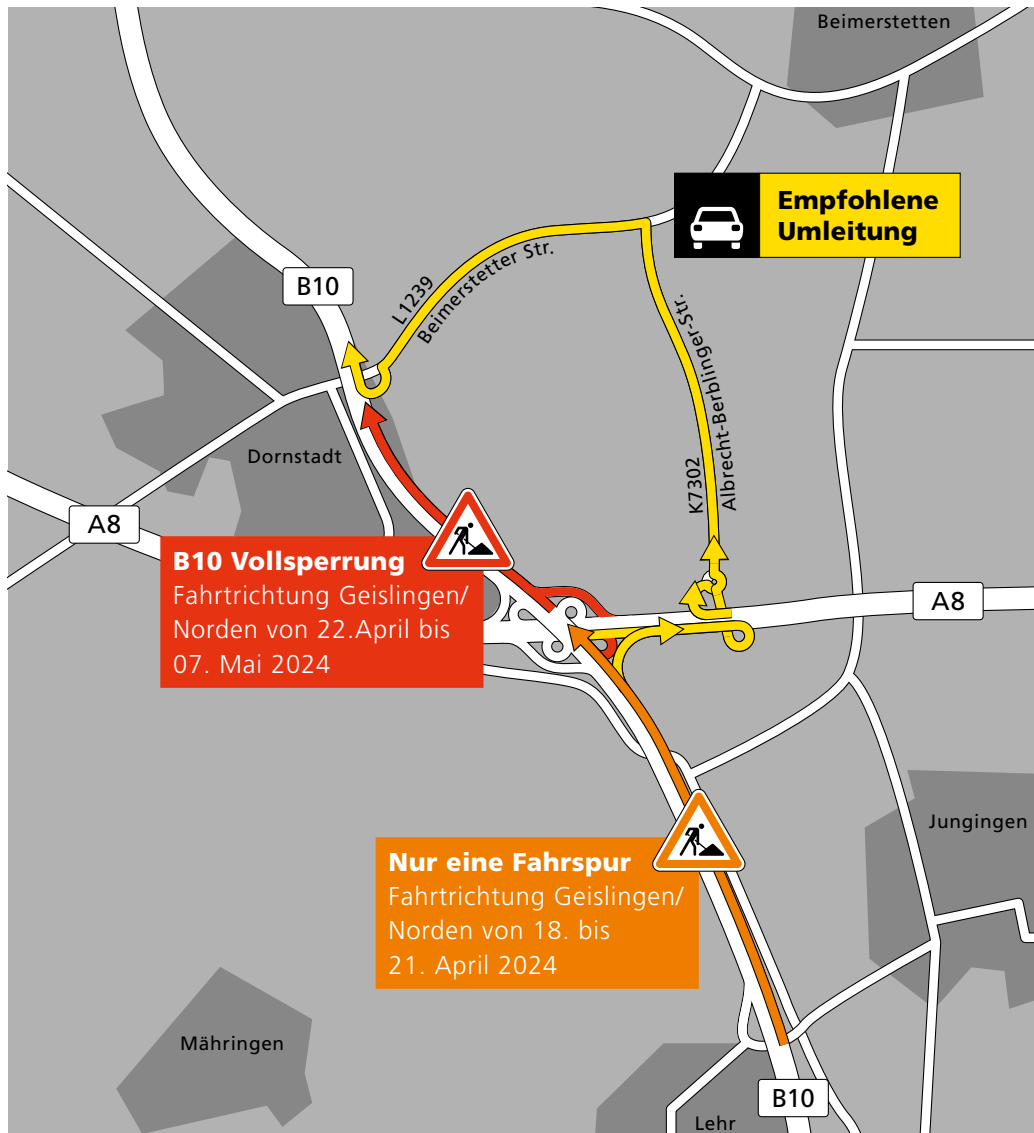 Beimerstetten
Empfohlene
Umleitung
B10
L1239
Beimerstetter Str.
K7302
Albrecht-Berblinger-Str.
Dornstadt
A8
B10 Vollsperrung
Fahrtrichtung Geislingen/
Norden von 22.April bis
07. Mai 2024
A8
Jungingen
Nur eine Fahrspur
Fahrtrichtung Geislingen/
Norden von 18. bis
21. April 2024
Mähringen
B10
Lehr